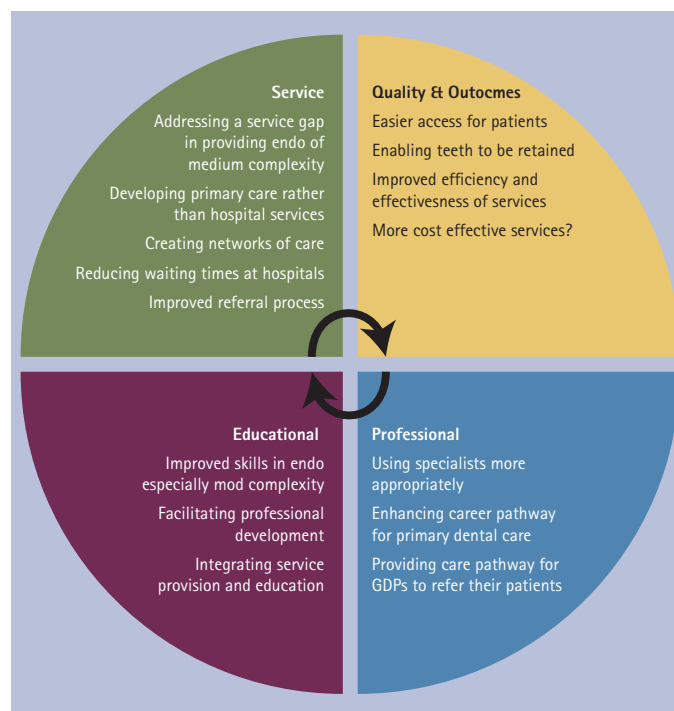 Service
Addressing a service gap
in providing endo of
medium complexity
Developing primary care rather
than hospital services
Creating networks of care
Reducing waiting times at hospitals
Improved referral process
Quality & Outocmes
Easier access for patients
Enabling teeth to be retained
Improved efficiency and
effectiveness of services
More cost effective services?
Educational
Improved skills in endo
especially mod complexity
Facilitating professional
development
Integrating service
provision and education
Professional
Using specialists more
appropriately
Enhancing career pathway
for primary dental care
Providing care pathway for
GDPs to refer their patients